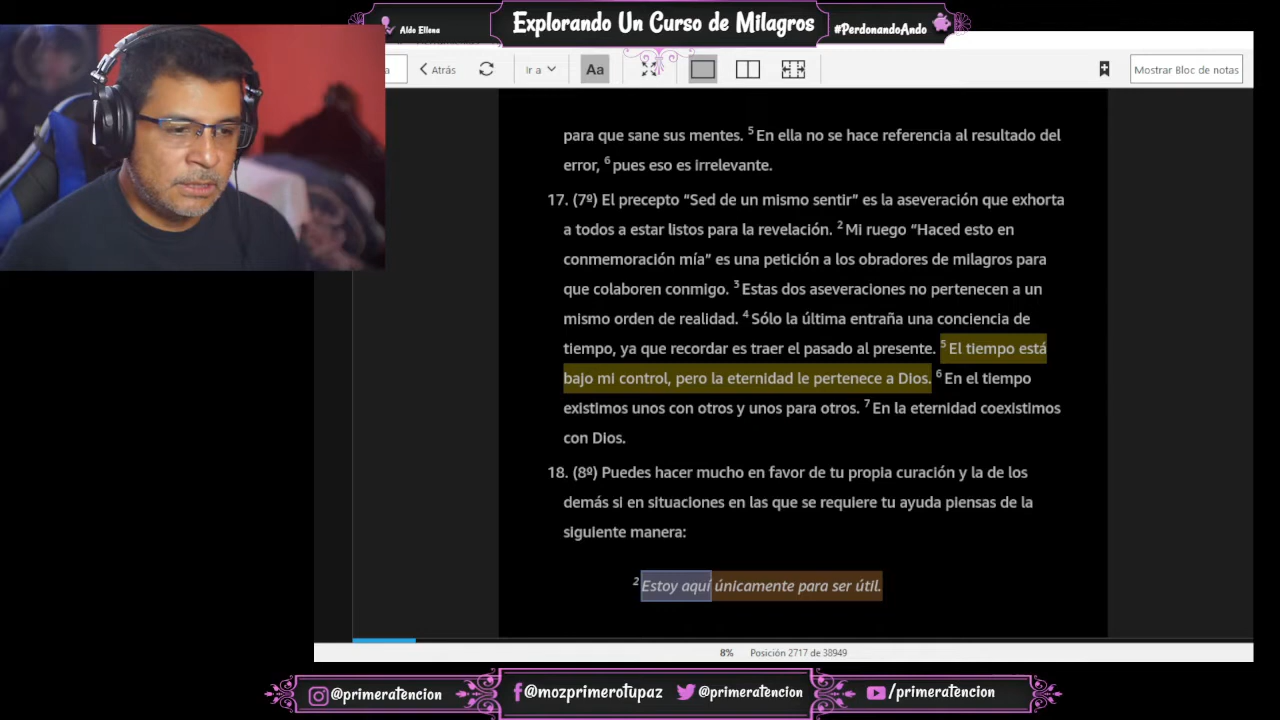 Aldo Ellena
Explorando Un Curso de Milagros
#PerdonandoAndo
a
Atrás
Ir a
Aa
Mostrar Bloc de notas
para que sane sus mentes. 5 En ella no se hace referencia al resultado del
error, 6 pues eso es irrelevante.
17. (7º) El precepto “Sed de un mismo sentir” es la aseveración que exhorta
a todos a estar listos para la revelación. 2 Mi ruego “Haced esto en
conmemoración mía” es una petición a los obradores de milagros para
que colaboren conmigo. 3 Estas dos aseveraciones no pertenecen a un
mismo orden de realidad. 4 Sólo la última entraña una conciencia de
tiempo, ya que recordar es traer el pasado al presente. 5 El tiempo está
bajo mi control, pero la eternidad le pertenece a Dios. 6 En el tiempo
existimos unos con otros y unos para otros. 7 En la eternidad coexistimos
con Dios.
18. (8º) Puedes hacer mucho en favor de tu propia curación y la de los
demás si en situaciones en las que se requiere tu ayuda piensas de la
siguiente manera:
2 Estoy aquí únicamente para ser útil.
8% Posición 2717 de 38949
@primeratencion
@mozprimerotupaz
@primeratencion
/primeratencion